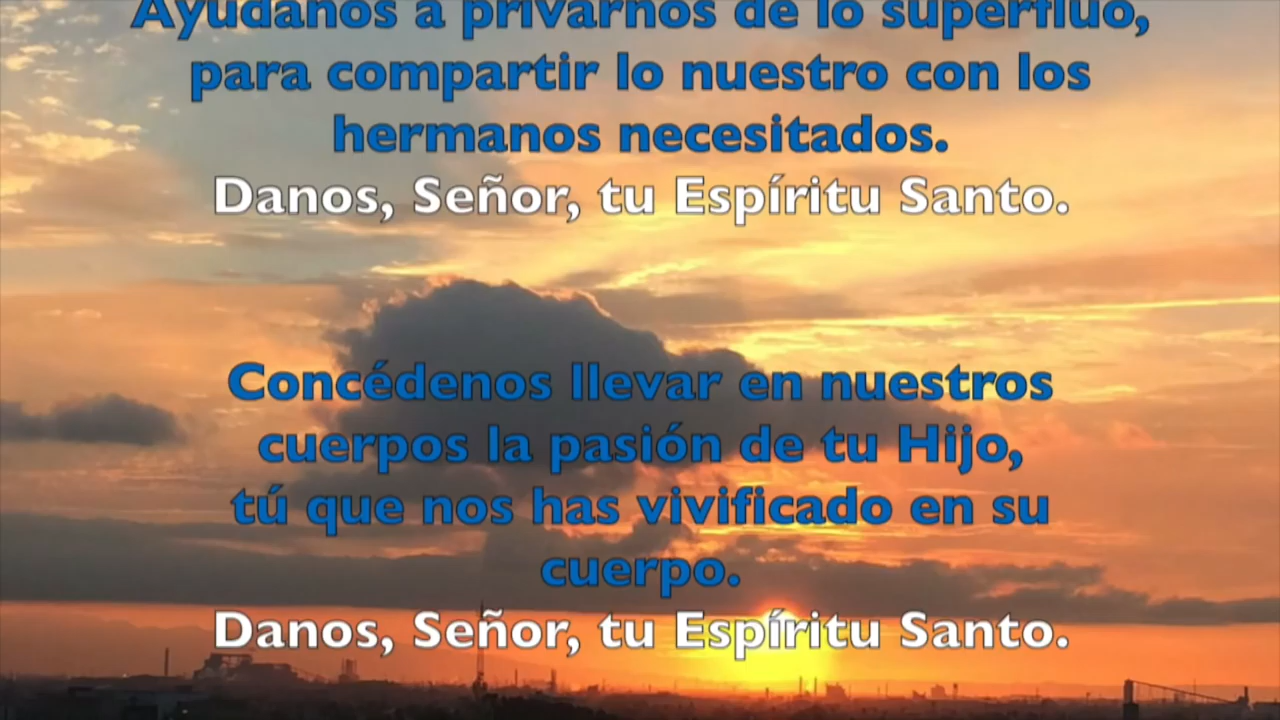 Ayúdanos a privarnos de lo superfluo,
para compartir lo nuestro con los
hermanos necesitados.
Danos, Señor, tu Espíritu Santo.
Concédenos llevar en nuestros
cuerpos la pasión de tu Hijo,
tú que nos has vivificado en su
cuerpo.
Danos, Señor, tu Espíritu Santo.